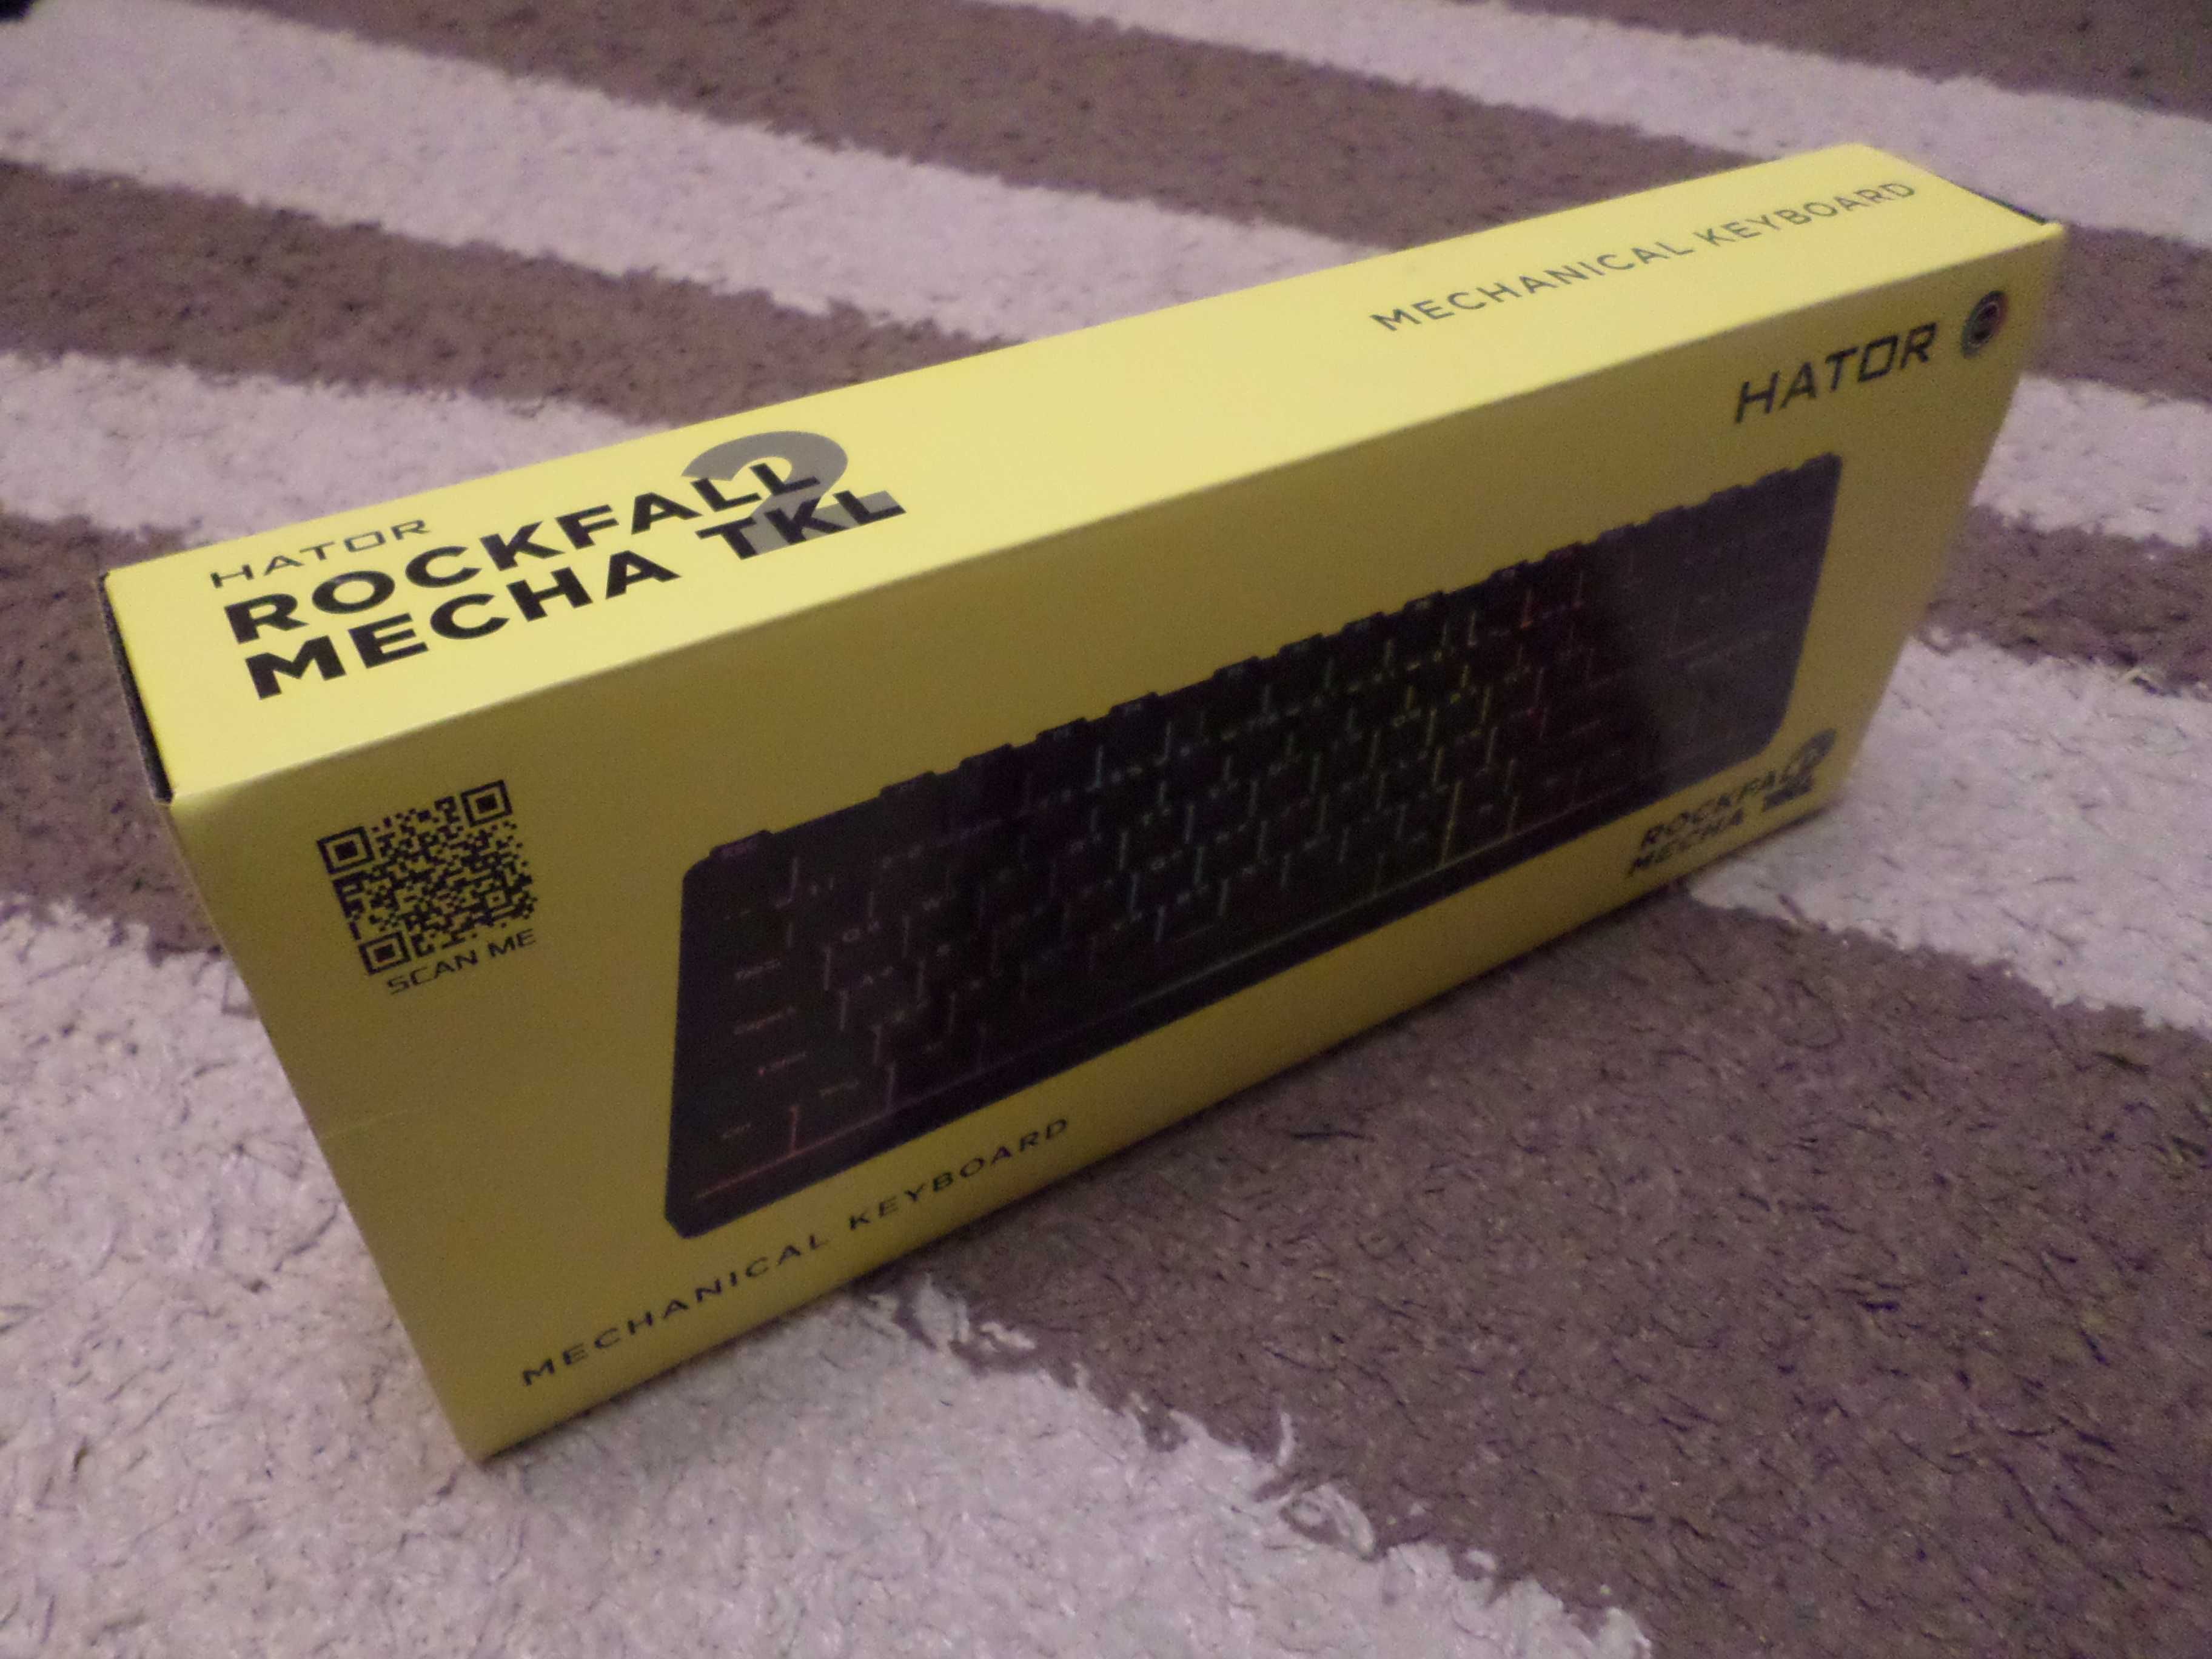 HATOR
ROCKFALL 2
MECHA TKL
MECHANICAL KEYBOARD
HATOR
SCAN ME
ROCKFALL 2
MECHA TKL
MECHANICAL KEYBOARD